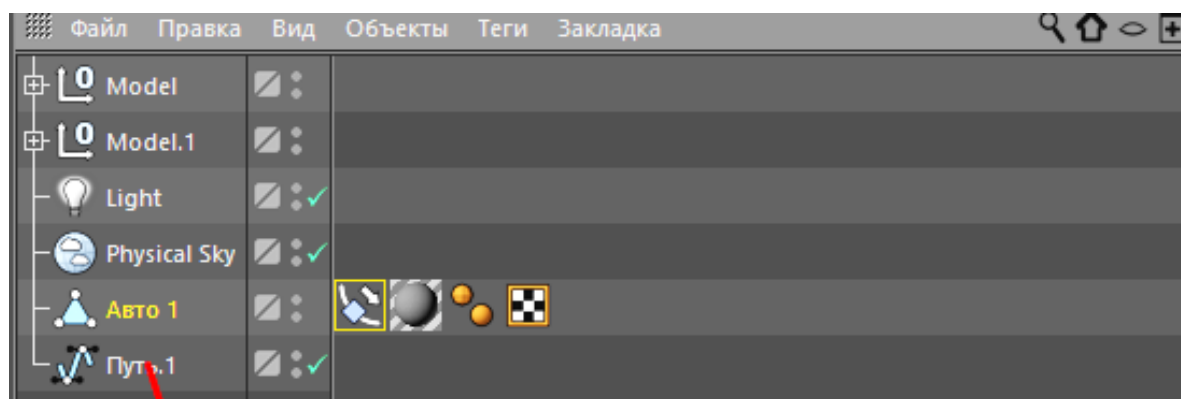 Файл Правка Вид Объекты Теги Закладка
Model
Model.1
Light
Physical Sky
Авто 1
Путь.1